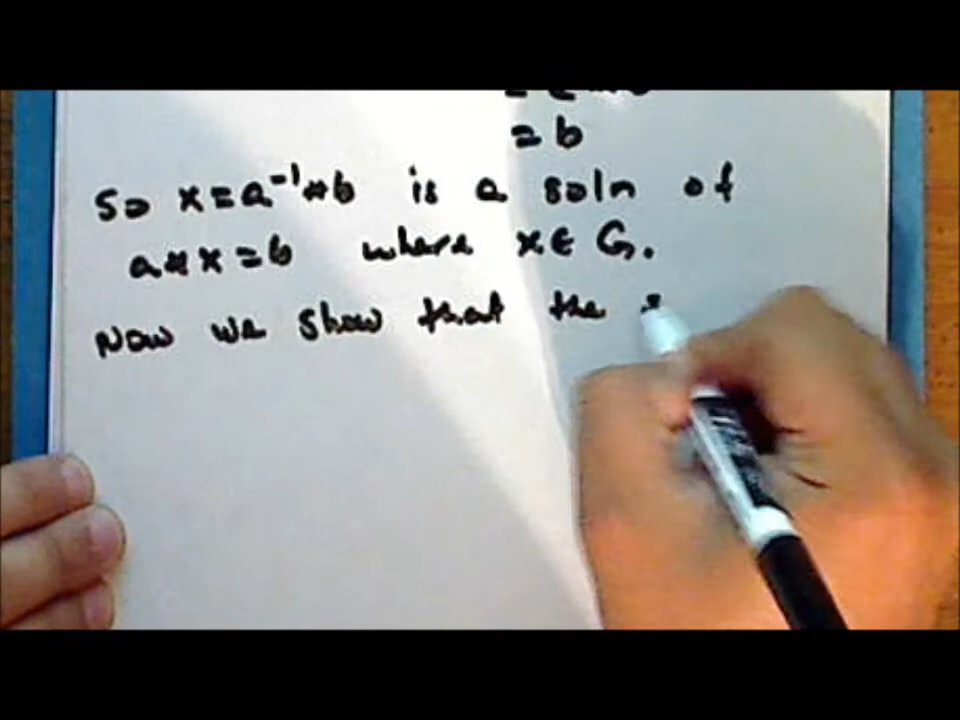 = b
So x = a⁻¹ * b is a soln of
a * x = b where x ∈ G.
Now we show that the